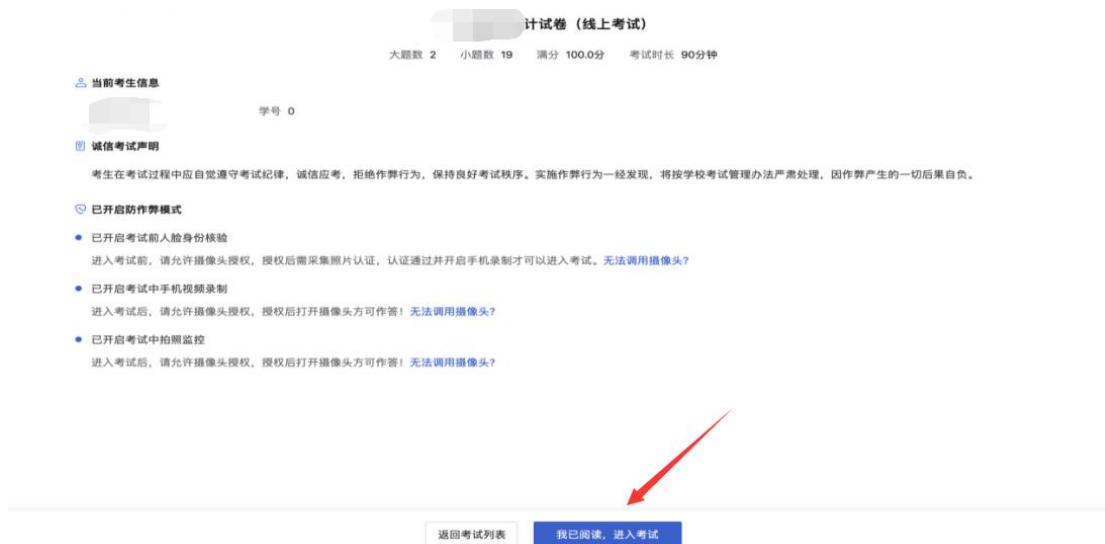 计试卷（线上考试）
大题数 2 小题数 19 满分 100.0分 考试时长 90分钟
当前考生信息
学号 0
诚信考试声明
考生在考试过程中应自觉遵守考试纪律，诚信应考，拒绝作弊行为，保持良好考试秩序。实施作弊行为一经发现，将按学校考试管理办法严肃处理，因作弊产生的一切后果自负。
已开启防作弊模式
已开启考试前人脸身份核验
进入考试前，请允许摄像头授权，授权后需采集照片认证，认证通过并开启手机录制才可以进入考试。无法调用摄像头?
已开启考试中手机视频录制
进入考试后，请允许摄像头授权，授权后打开摄像头方可作答！无法调用摄像头?
已开启考试中拍照监控
进入考试后，请允许摄像头授权，授权后打开摄像头方可作答！无法调用摄像头?
返回考试列表 我已阅读，进入考试